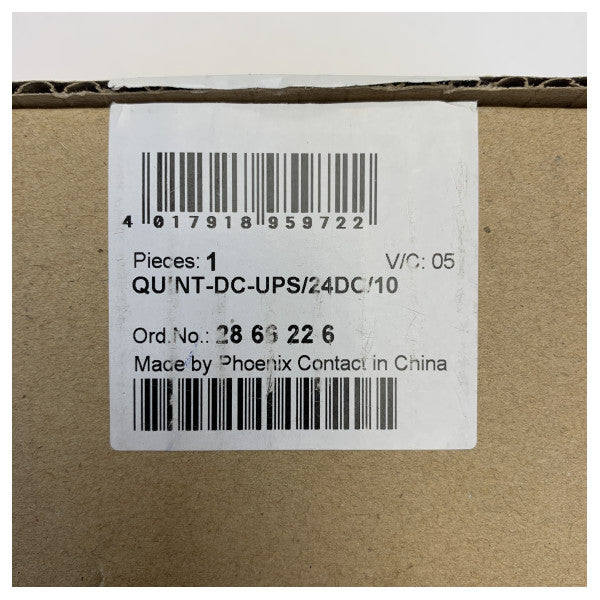 4 017918 959722
Pieces: 1 V/C: 05
QUINT-DC-UPS/24DC/10
Ord.No.: 28 66 22 6
Made by Phoenix Contact in China